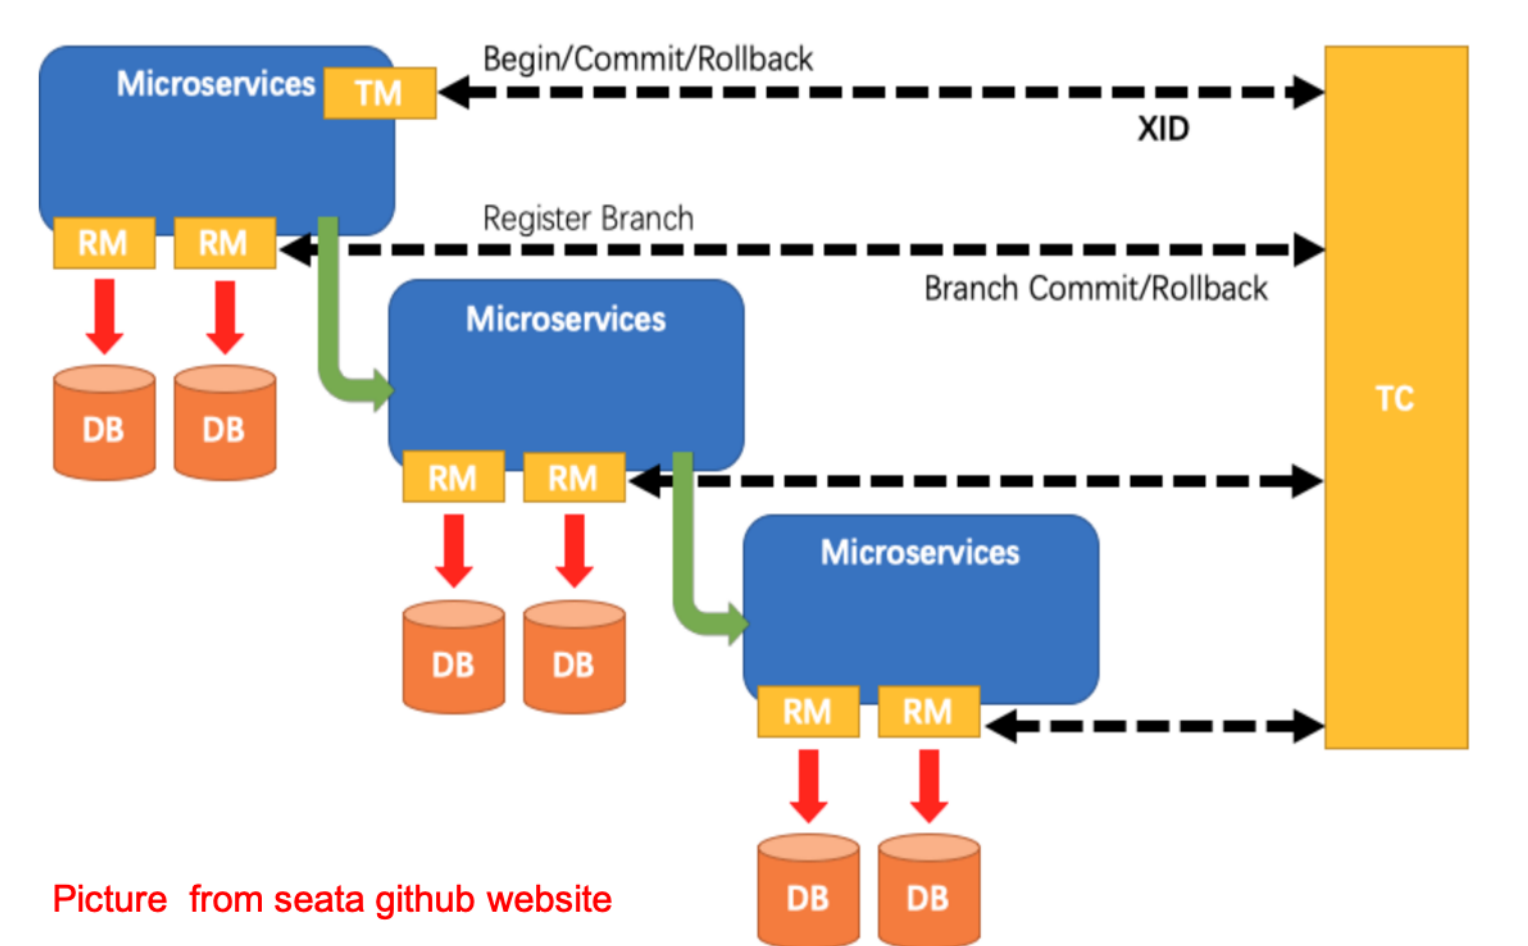 Begin/Commit/Rollback
Microservices
TM
XID
Register Branch
RM
RM
Branch Commit/Rollback
Microservices
TC
DB
DB
RM
RM
Microservices
DB
DB
RM
RM
DB
DB
Picture  from seata github website